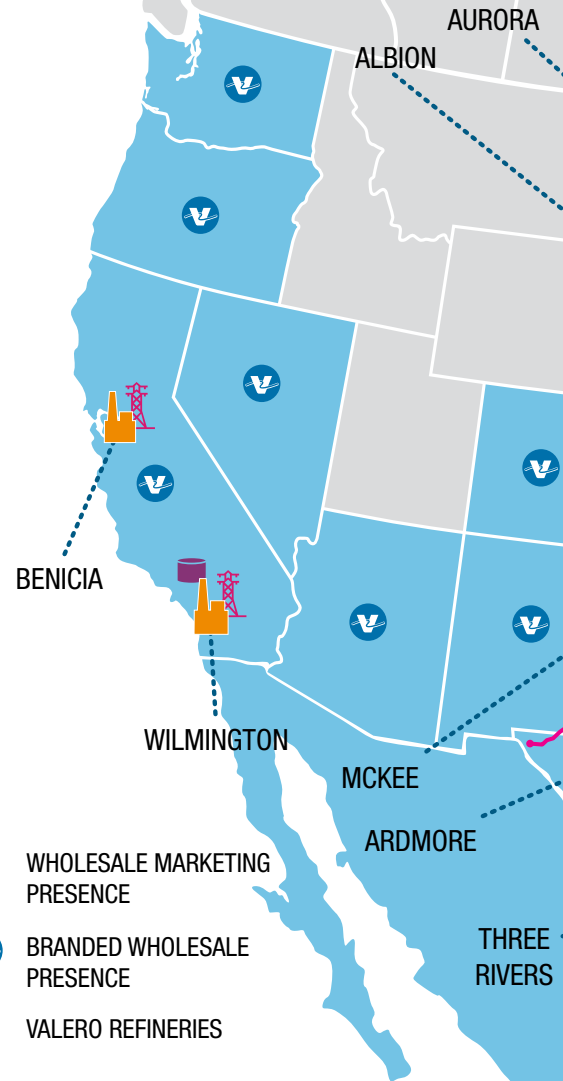 AURORA
ALBION
BENICIA
WILMINGTON
MCKEE
ARDMORE
THREE
RIVERS
WHOLESALE MARKETING
PRESENCE
BRANDED WHOLESALE
PRESENCE
VALERO REFINERIES